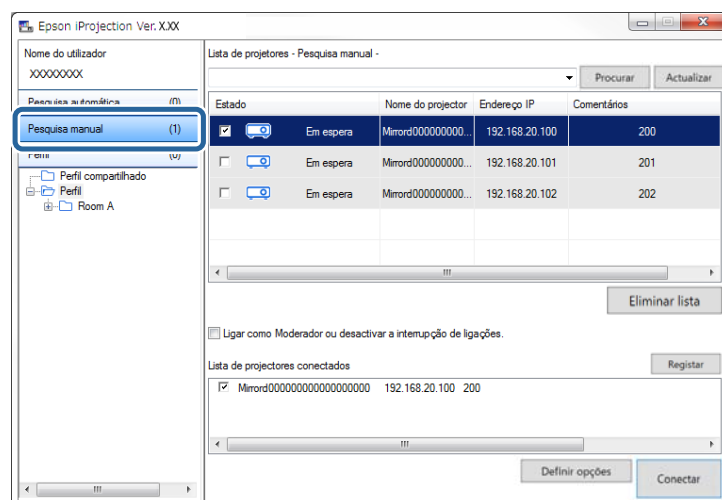 Epson iProjection Ver. X.XX
Nome do utilizador
XXXXXXXX
Pesquisa automática (0)
Pesquisa manual (1)
Perfil (0)
Perfil compartilhado
Perfil
Room A
Lista de projetores - Pesquisa manual -
Procurar Actualizar
Estado Nome do projector Endereço IP Comentários
Em espera Mirrord000000000... 192.168.20.100 200
Em espera Mirrord000000000... 192.168.20.101 201
Em espera Mirrord000000000... 192.168.20.102 202
Eliminar lista
Ligar como Moderador ou desactivar a interrupção de ligações.
Lista de projectores conectados Registar
Mirrord000000000000000000 192.168.20.100 200
Definir opções Conectar